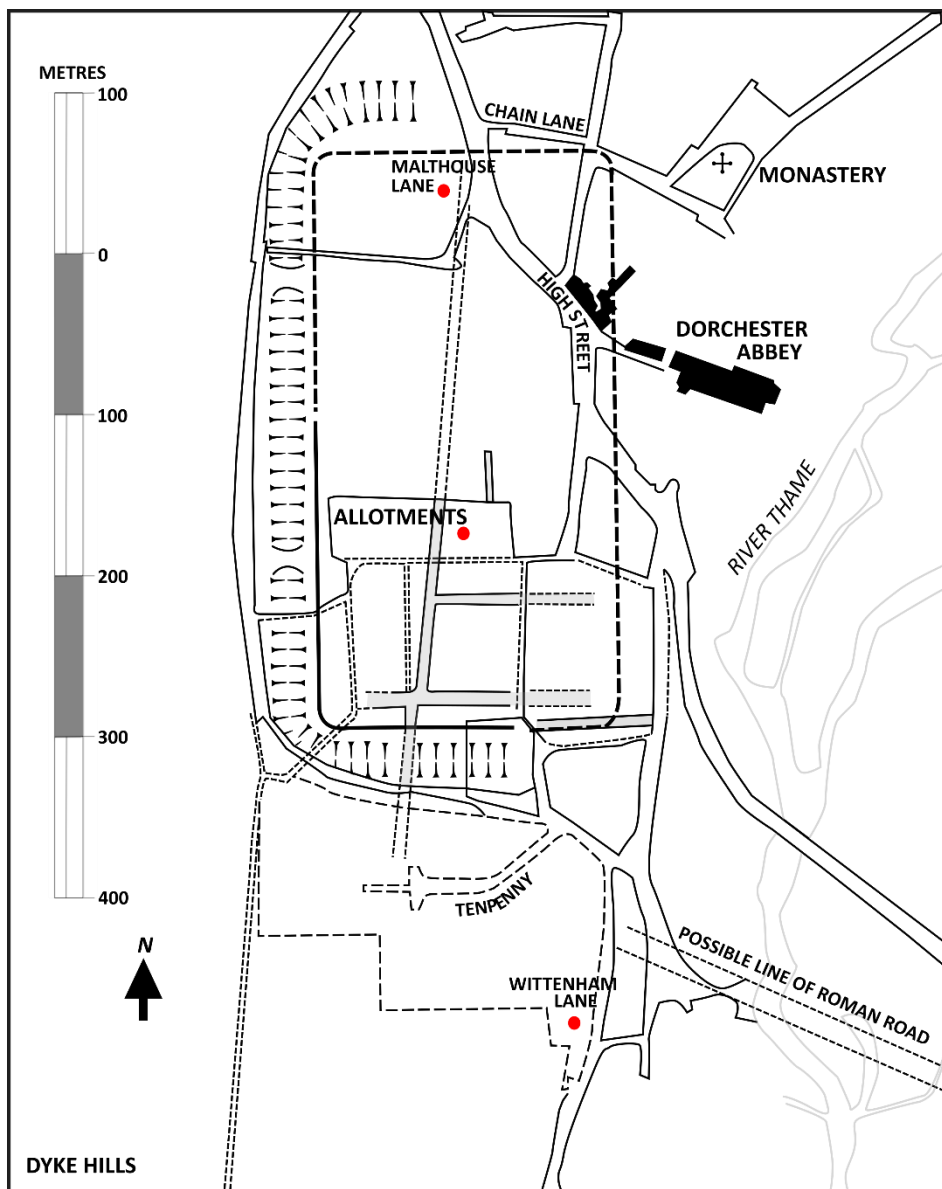 METRES
100
0
100
200
300
400
CHAIN LANE
MALTHOUSE
LANE
MONASTERY
HIGH STREET
DORCHESTER
ABBEY
RIVER THAME
ALLOTMENTS
TENPENNY
N
POSSIBLE LINE OF ROMAN ROAD
WITTENHAM
LANE
DYKE HILLS